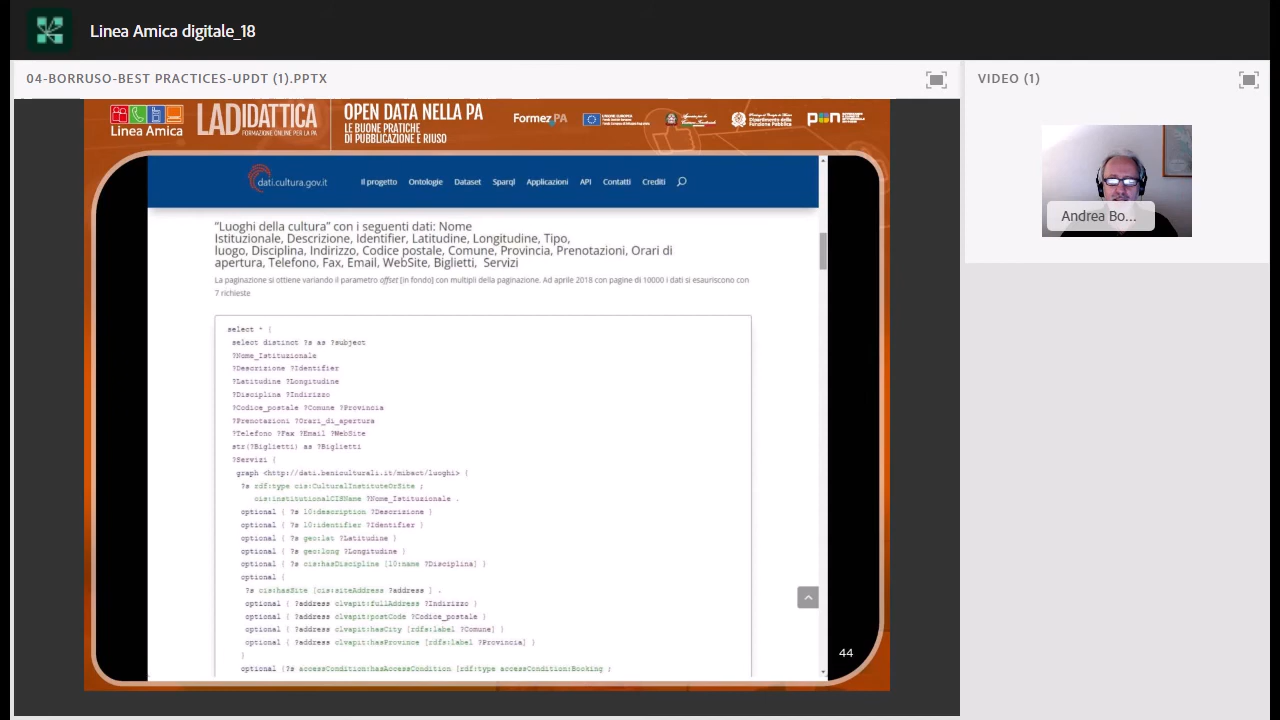 Linea Amica digitale_18
04-BORRUSO-BEST PRACTICES-UPDT (1).PPTX
VIDEO (1)
Linea Amica
LADIDATTICA
FORMAZIONE ONLINE PER LA PA
OPEN DATA NELLA PA
LE BUONE PRATICHE
DI PUBBLICAZIONE E RIUSO
FormezPA
UNIONE EUROPEA
pon
dati.cultura.gov.it
Il progetto Ontologie Dataset Sparql Applicazioni API Contatti Crediti
"Luoghi della cultura" con i seguenti dati: Nome
Istituzionale, Descrizione, Identifier, Latitudine, Longitudine, Tipo,
luogo, Disciplina, Indirizzo, Codice postale, Comune, Provincia, Prenotazioni, Orari di
apertura, Telefono, Fax, Email, WebSite, Biglietti, Servizi
La paginazione si ottiene variando il parametro offset [in fondo] con multipli della paginazione. Ad aprile 2018 con pagine di 10000 i dati si esauriscono con
7 richieste
select * {
select distinct ?s as ?subject
?Nome_Istituzionale
?Descrizione ?Identifier
?Latitudine ?Longitudine
?Disciplina ?Indirizzo
?Codice_postale ?Comune ?Provincia
?Prenotazioni ?Orari_di_apertura
?Telefono ?Fax ?Email ?WebSite
str(?Biglietti) as ?Biglietti
?Servizi {
graph <http://dati.beniculturali.it/mibact/luoghi> {
?s rdf:type cis:CulturalInstituteOrSite ;
cis:institutionalCISName ?Nome_Istituzionale .
optional { ?s l0:description ?Descrizione }
optional { ?s l0:identifier ?Identifier }
optional { ?s geo:lat ?Latitudine }
optional { ?s geo:long ?Longitudine }
optional { ?s cis:hasDiscipline [l0:name ?Disciplina] }
optional {
?s cis:hasSite [cis:siteAddress ?address ] .
optional { ?address clvapit:fullAddress ?Indirizzo }
optional { ?address clvapit:postCode ?Codice_postale }
optional { ?address clvapit:hasCity [rdfs:label ?Comune] }
optional { ?address clvapit:hasProvince [rdfs:label ?Provincia] }
}
optional {?s accessCondition:hasAccessCondition [rdf:type accessCondition:Booking ;
44
Andrea Bo...